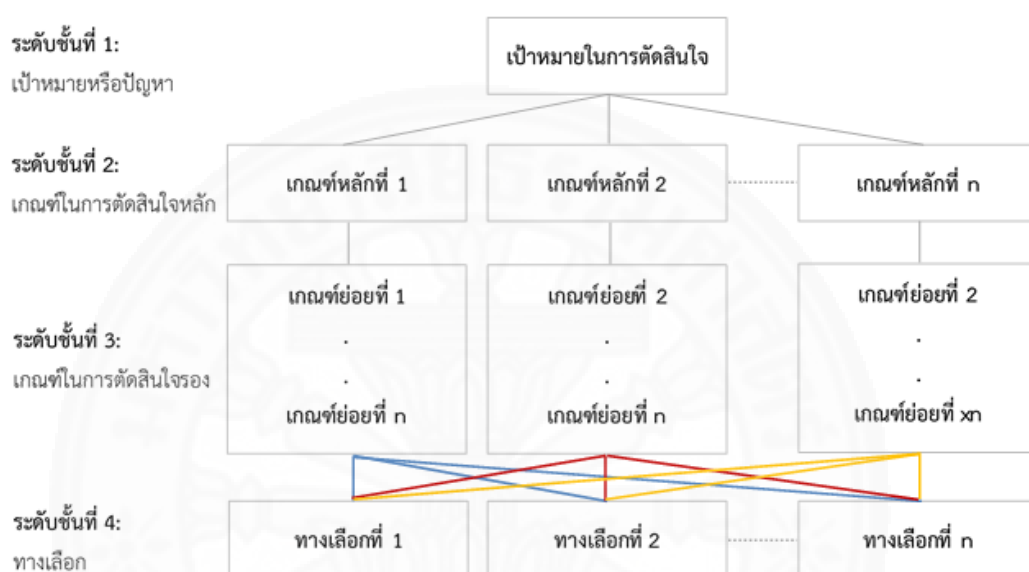 ระดับชั้นที่ 1:
เป้าหมายหรือปัญหา
เป้าหมายในการตัดสินใจ
ระดับชั้นที่ 2:
เกณฑ์ในการตัดสินใจหลัก
เกณฑ์หลักที่ 1
เกณฑ์หลักที่ 2
เกณฑ์หลักที่ n
ระดับชั้นที่ 3:
เกณฑ์ในการตัดสินใจรอง
เกณฑ์ย่อยที่ 1
.
.
เกณฑ์ย่อยที่ n
เกณฑ์ย่อยที่ 2
.
.
เกณฑ์ย่อยที่ n
เกณฑ์ย่อยที่ 2
.
.
เกณฑ์ย่อยที่ xn
ระดับชั้นที่ 4:
ทางเลือก
ทางเลือกที่ 1
ทางเลือกที่ 2
ทางเลือกที่ n